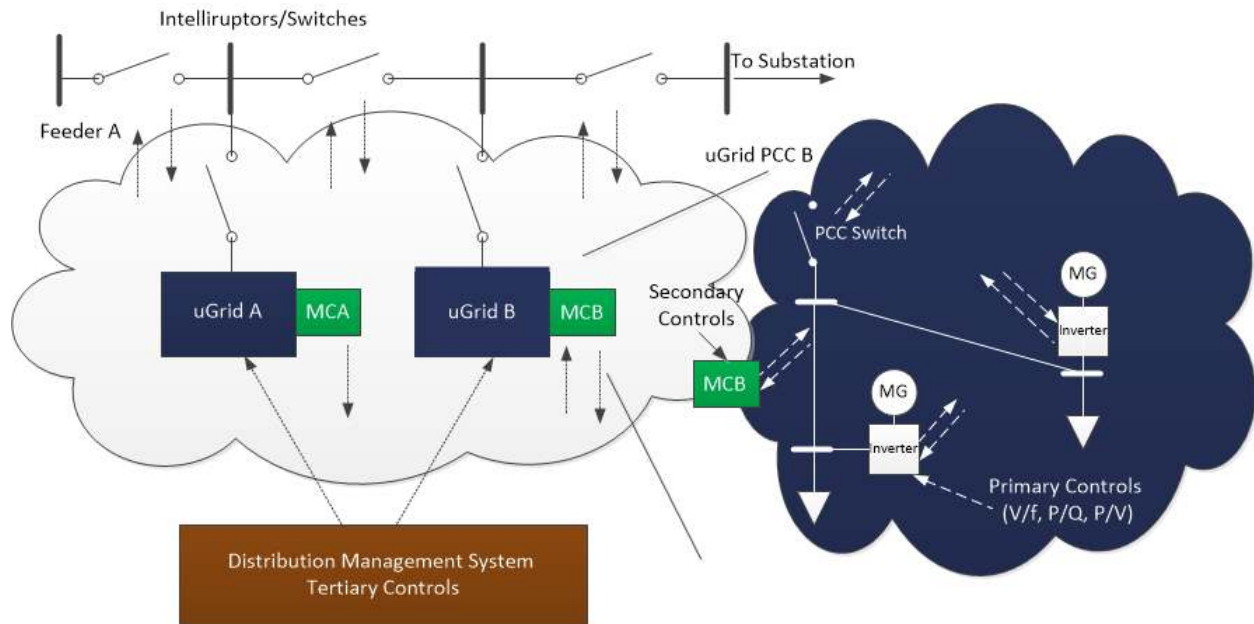 Intelliruptors/Switches
To Substation
Feeder A
uGrid PCC B
PCC Switch
MG
Inverter
uGrid A
MCA
uGrid B
MCB
Secondary
Controls
MCB
MG
Inverter
Primary Controls
(V/f, P/Q, P/V)
Distribution Management System
Tertiary Controls